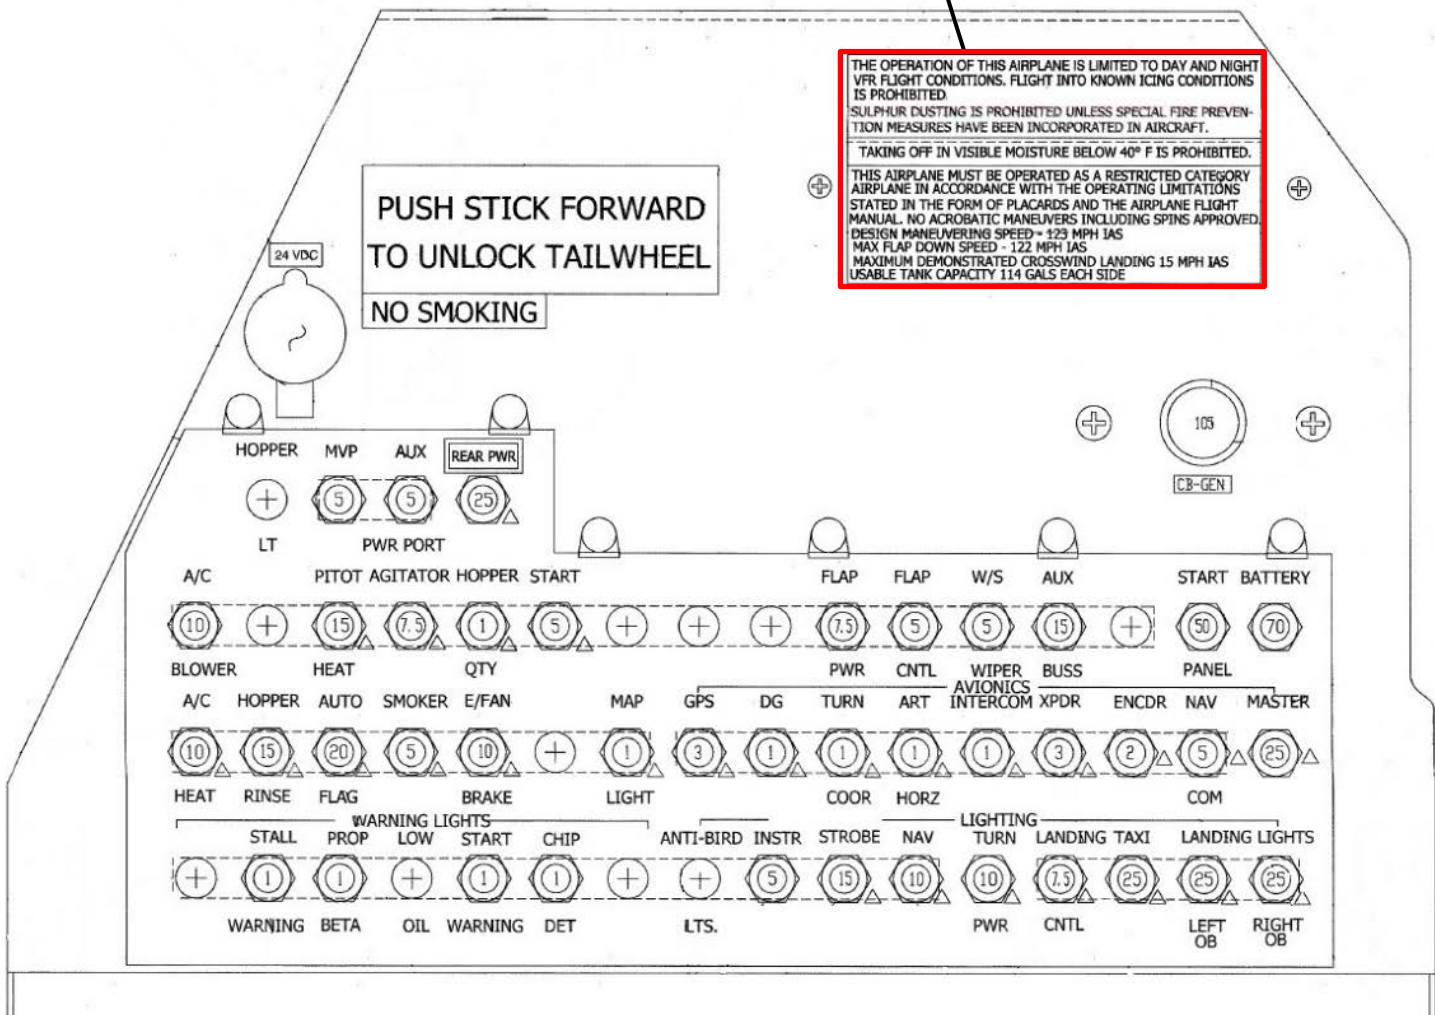 THE OPERATION OF THIS AIRPLANE IS LIMITED TO DAY AND NIGHT
VFR FLIGHT CONDITIONS. FLIGHT INTO KNOWN ICING CONDITIONS
IS PROHIBITED.
SULPHUR DUSTING IS PROHIBITED UNLESS SPECIAL FIRE PREVEN-
TION MEASURES HAVE BEEN INCORPORATED IN AIRCRAFT.
TAKING OFF IN VISIBLE MOISTURE BELOW 40° F IS PROHIBITED.
THIS AIRPLANE MUST BE OPERATED AS A RESTRICTED CATEGORY
AIRPLANE IN ACCORDANCE WITH THE OPERATING LIMITATIONS
STATED IN THE FORM OF PLACARDS AND THE AIRPLANE FLIGHT
MANUAL. NO ACROBATIC MANEUVERS INCLUDING SPINS APPROVED.
DESIGN MANEUVERING SPEED - 123 MPH IAS
MAX FLAP DOWN SPEED - 122 MPH IAS
MAXIMUM DEMONSTRATED CROSSWIND LANDING 15 MPH IAS
USABLE TANK CAPACITY 114 GALS EACH SIDE
PUSH STICK FORWARD
TO UNLOCK TAILWHEEL
24 VDC
NO SMOKING
105
CB-GEN
HOPPER MVP AUX REAR PWR
5 5 25
LT PWR PORT
A/C PITOT AGITATOR HOPPER START FLAP FLAP W/S AUX START BATTERY
10 15 7.5 1 5 7.5 5 5 15 50 70
BLOWER HEAT QTY PWR CNTL WIPER BUSS PANEL
AVIONICS
A/C HOPPER AUTO SMOKER E/FAN MAP GPS DG TURN ART INTERCOM XPDR ENCDR NAV MASTER
10 15 20 5 10 1 3 1 1 1 1 3 2 5 25
HEAT RINSE FLAG BRAKE LIGHT COOR HORZ COM
WARNING LIGHTS LIGHTING
STALL PROP LOW START CHIP ANTI-BIRD INSTR STROBE NAV TURN LANDING TAXI LANDING LIGHTS
1 1 1 1 5 15 10 10 7.5 25 25 25
WARNING BETA OIL WARNING DET LTS. PWR CNTL LEFT RIGHT
OB OB